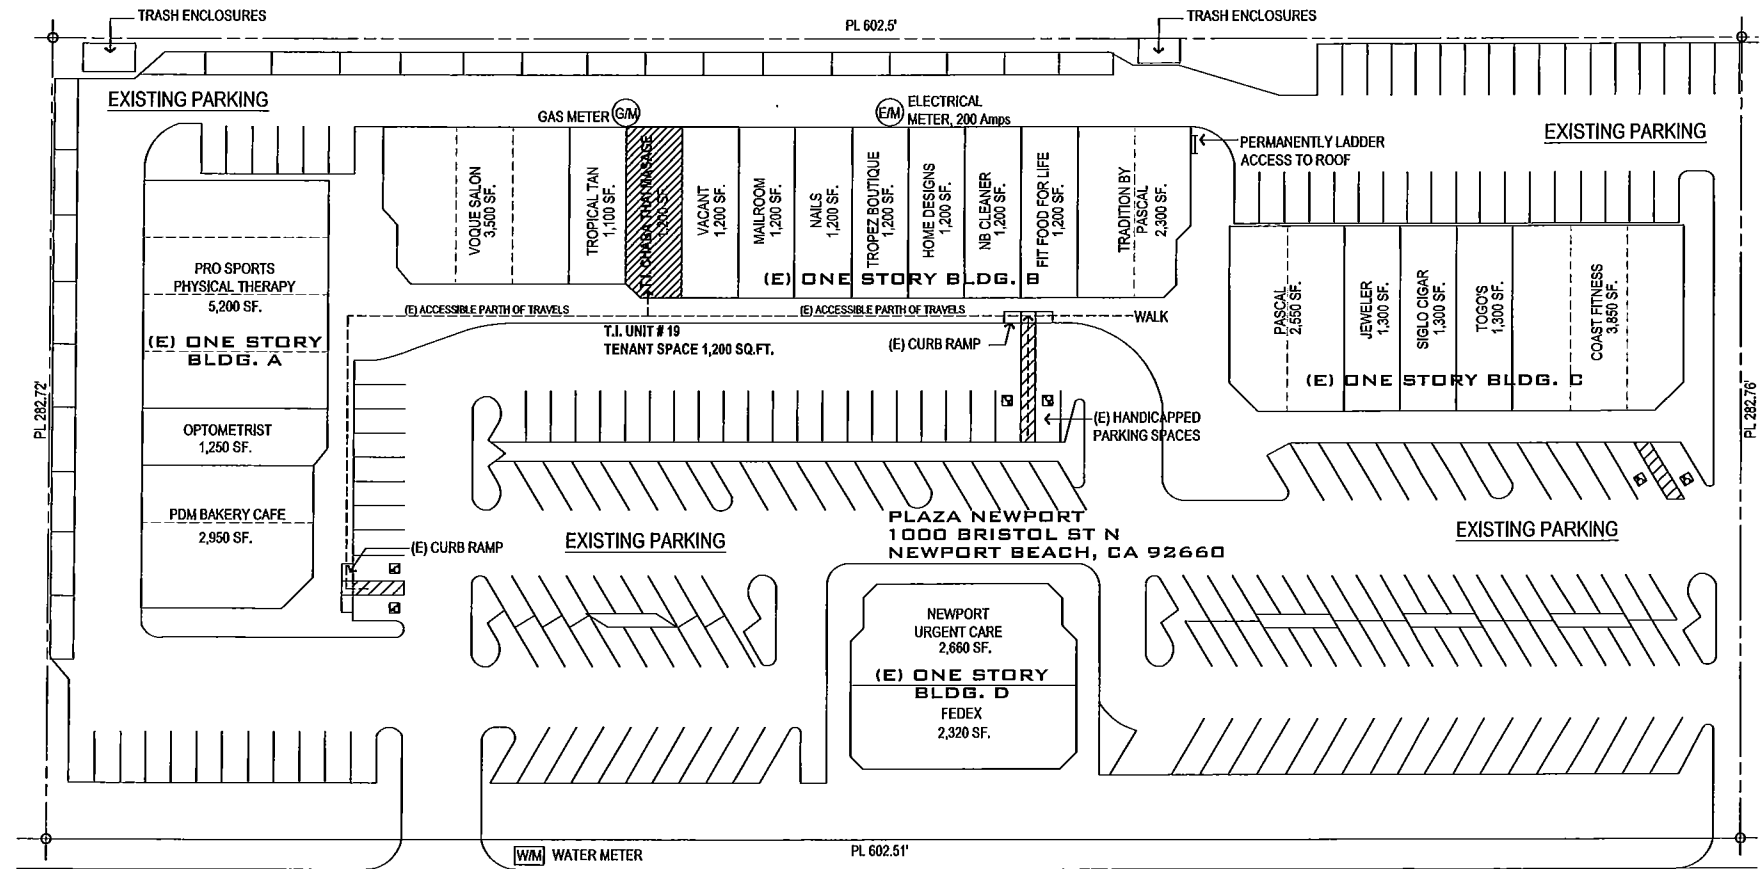 TRASH ENCLOSURES
PL 602.5'
TRASH ENCLOSURES
EXISTING PARKING
GAS METER
G/M
E/M
ELECTRICAL
METER, 200 Amps
PERMANENTLY LADDER
ACCESS TO ROOF
EXISTING PARKING
VOQUE SALON
3,500 SF.
TROPICAL TAN
1,100 SF.
T.I. CHABA THAI MASAGE
1,200 SF.
VACANT
1,200 SF.
MAILROOM
1,200 SF.
NAILS
1,200 SF.
TROPEZ BOUTIQUE
1,200 SF.
HOME DESIGNS
1,200 SF.
NB CLEANER
1,200 SF.
FIT FOOD FOR LIFE
1,200 SF.
TRADITION BY
PASCAL
2,300 SF.
(E) ONE STORY BLDG. B
PRO SPORTS
PHYSICAL THERAPY
5,200 SF.
(E) ONE STORY
BLDG. A
OPTOMETRIST
1,250 SF.
PDM BAKERY CAFE
2,950 SF.
PASCAL
2,550 SF.
JEWELER
1,300 SF.
SIGLO CIGAR
1,300 SF.
TOGO'S
1,300 SF.
COAST FITNESS
3,850 SF.
(E) ONE STORY BLDG. C
(E) ACCESSIBLE PARTH OF TRAVELS
(E) ACCESSIBLE PARTH OF TRAVELS
WALK
T.I. UNIT # 19
TENANT SPACE 1,200 SQ.FT.
(E) CURB RAMP
(E) HANDICAPPED
PARKING SPACES
PL 282.72'
PL 282.76'
PLAZA NEWPORT
1000 BRISTOL ST N
NEWPORT BEACH, CA 92660
EXISTING PARKING
EXISTING PARKING
(E) CURB RAMP
NEWPORT
URGENT CARE
2,660 SF.
(E) ONE STORY
BLDG. D
FEDEX
2,320 SF.
W/M WATER METER
PL 602.51'